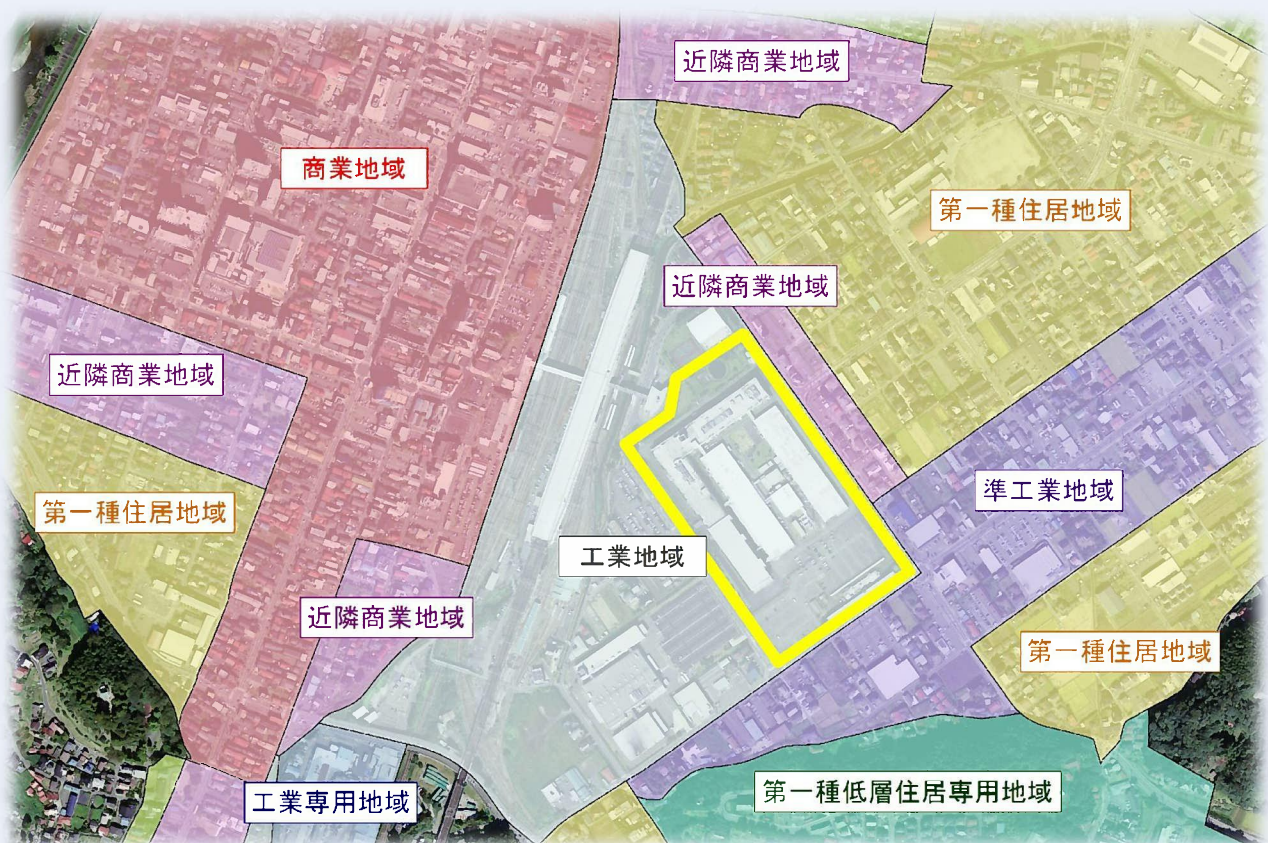 近隣商業地域
商業地域
第一種住居地域
近隣商業地域
近隣商業地域
準工業地域
第一種住居地域
工業地域
近隣商業地域
第一種住居地域
第一種低層住居専用地域
工業専用地域